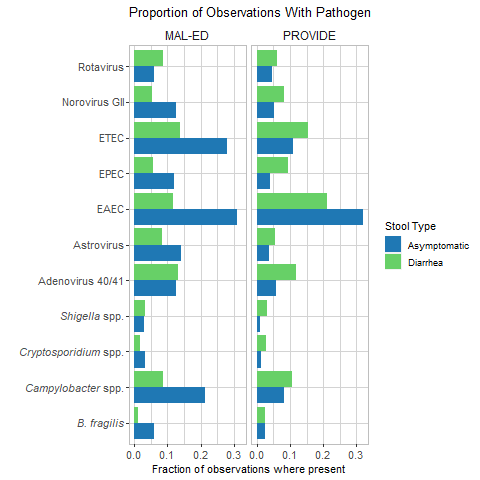 Proportion of Observations With Pathogen
MAL-ED
PROVIDE
Rotavirus
Norovirus GII
ETEC
EPEC
EAEC
Astrovirus
Adenovirus 40/41
Shigella spp.
Cryptosporidium spp.
Campylobacter spp.
B. fragilis
0.0 0.1 0.2 0.3
0.0 0.1 0.2 0.3
Fraction of observations where present
Stool Type
Asymptomatic
Diarrhea